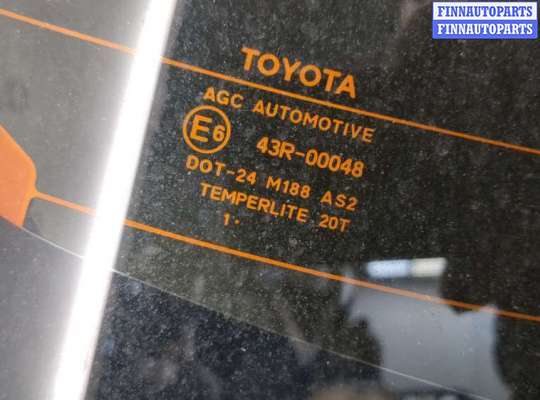 FINNAUTOPARTS
FINNAUTOPARTS
TOYOTA
AGC AUTOMOTIVE
E6 43R-00048
DOT-24 M188 AS2
TEMPERLITE 20T
1.